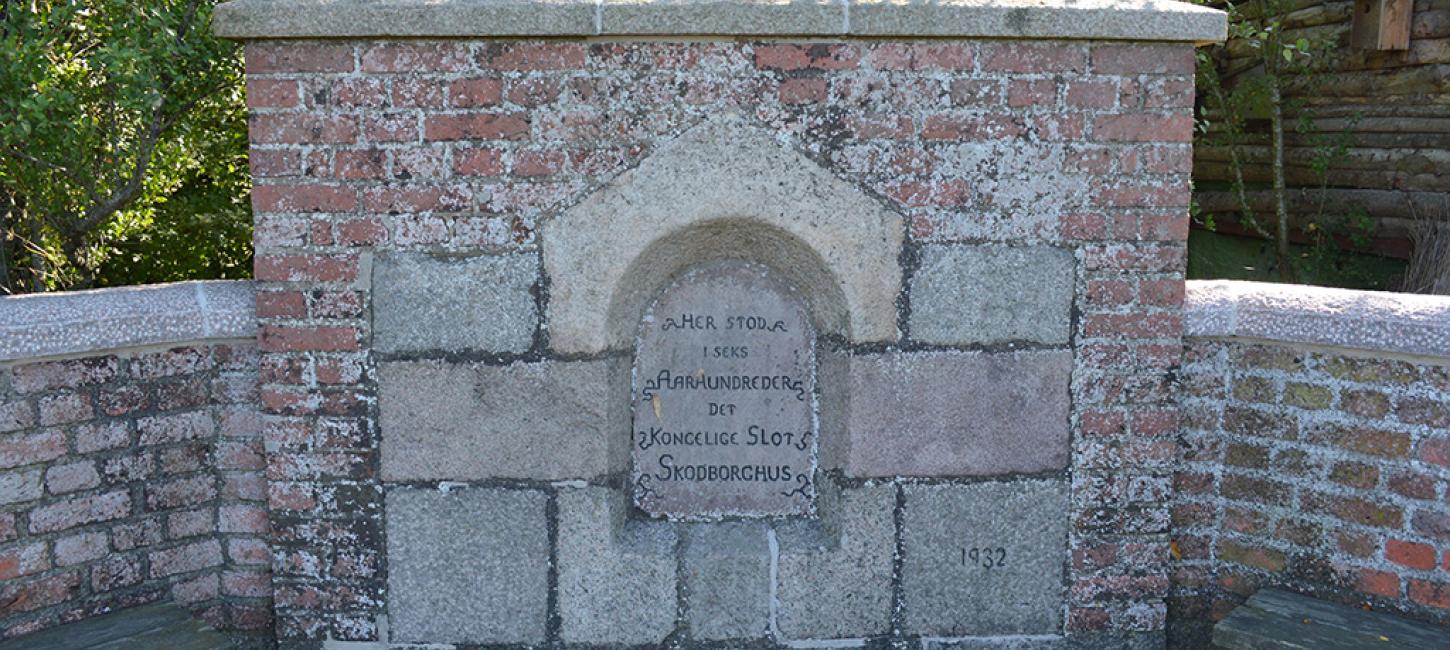 HER STOD
I SEKS
AARHUNDREDER
DET
KONGELIGE SLOT
SKODBORGHUS
1932